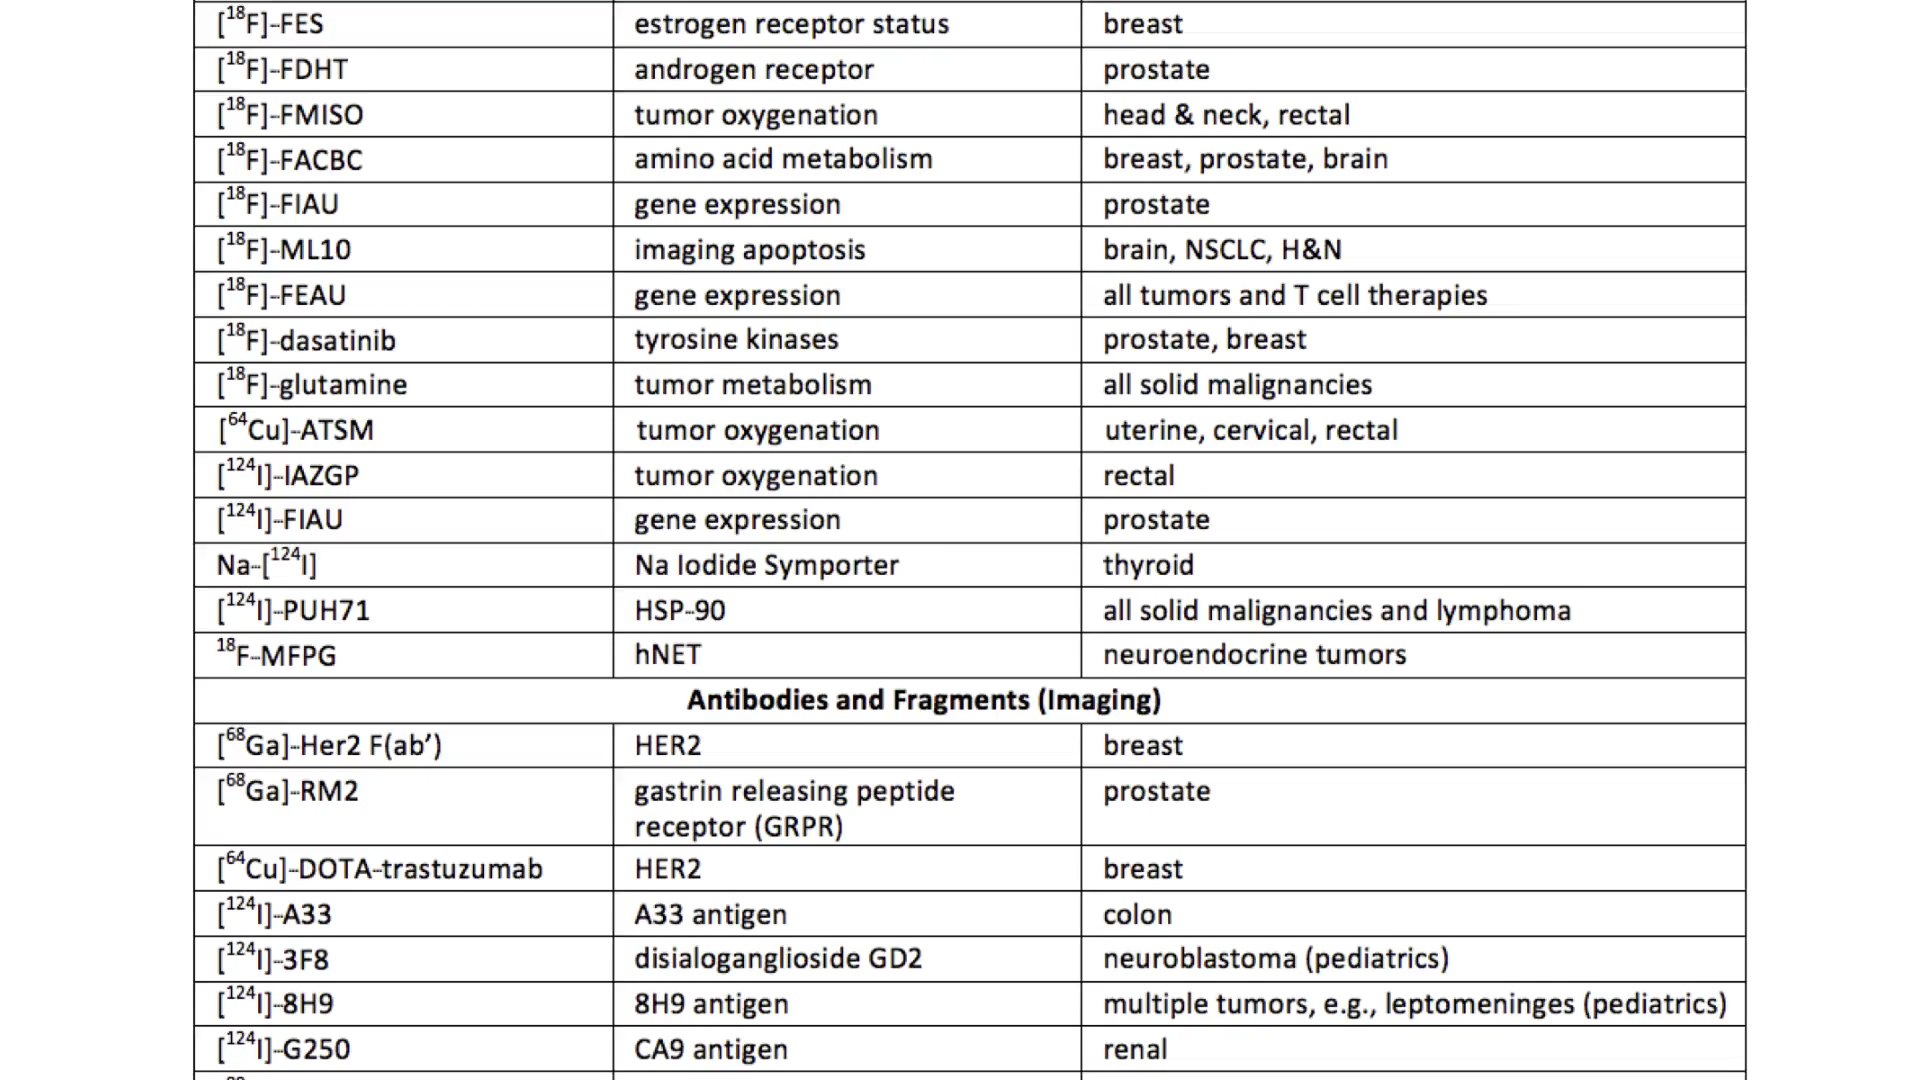 [¹⁸F]-FES estrogen receptor status breast
[¹⁸F]-FDHT androgen receptor prostate
[¹⁸F]-FMISO tumor oxygenation head & neck, rectal
[¹⁸F]-FACBC amino acid metabolism breast, prostate, brain
[¹⁸F]-FIAU gene expression prostate
[¹⁸F]-ML10 imaging apoptosis brain, NSCLC, H&N
[¹⁸F]-FEAU gene expression all tumors and T cell therapies
[¹⁸F]-dasatinib tyrosine kinases prostate, breast
[¹⁸F]-glutamine tumor metabolism all solid malignancies
[⁶⁴Cu]-ATSM tumor oxygenation uterine, cervical, rectal
[¹²⁴I]-IAZGP tumor oxygenation rectal
[¹²⁴I]-FIAU gene expression prostate
Na-[¹²⁴I] Na Iodide Symporter thyroid
[¹²⁴I]-PUH71 HSP-90 all solid malignancies and lymphoma
¹⁸F-MFPG hNET neuroendocrine tumors
Antibodies and Fragments (Imaging)
[⁶⁸Ga]-Her2 F(ab’) HER2 breast
[⁶⁸Ga]-RM2 gastrin releasing peptide prostate
receptor (GRPR)
[⁶⁴Cu]-DOTA-trastuzumab HER2 breast
[¹²⁴I]-A33 A33 antigen colon
[¹²⁴I]-3F8 disialoganglioside GD2 neuroblastoma (pediatrics)
[¹²⁴I]-8H9 8H9 antigen multiple tumors, e.g., leptomeninges (pediatrics)
[¹²⁴I]-G250 CA9 antigen renal